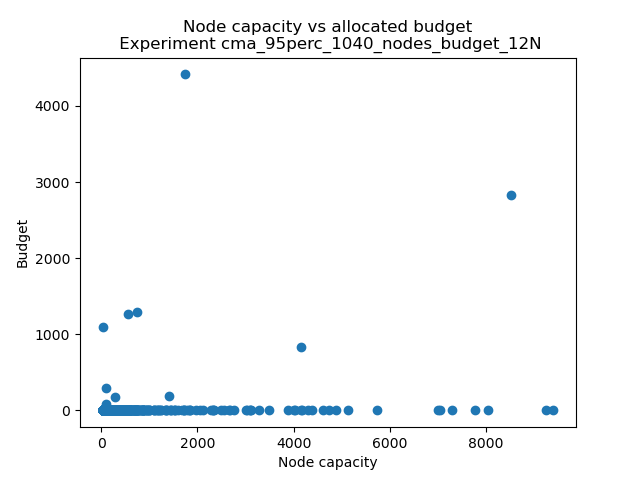 Node capacity vs allocated budget
Experiment cma_95perc_1040_nodes_budget_12N
4000
3000
2000
1000
0
Budget
0 2000 4000 6000 8000
Node capacity